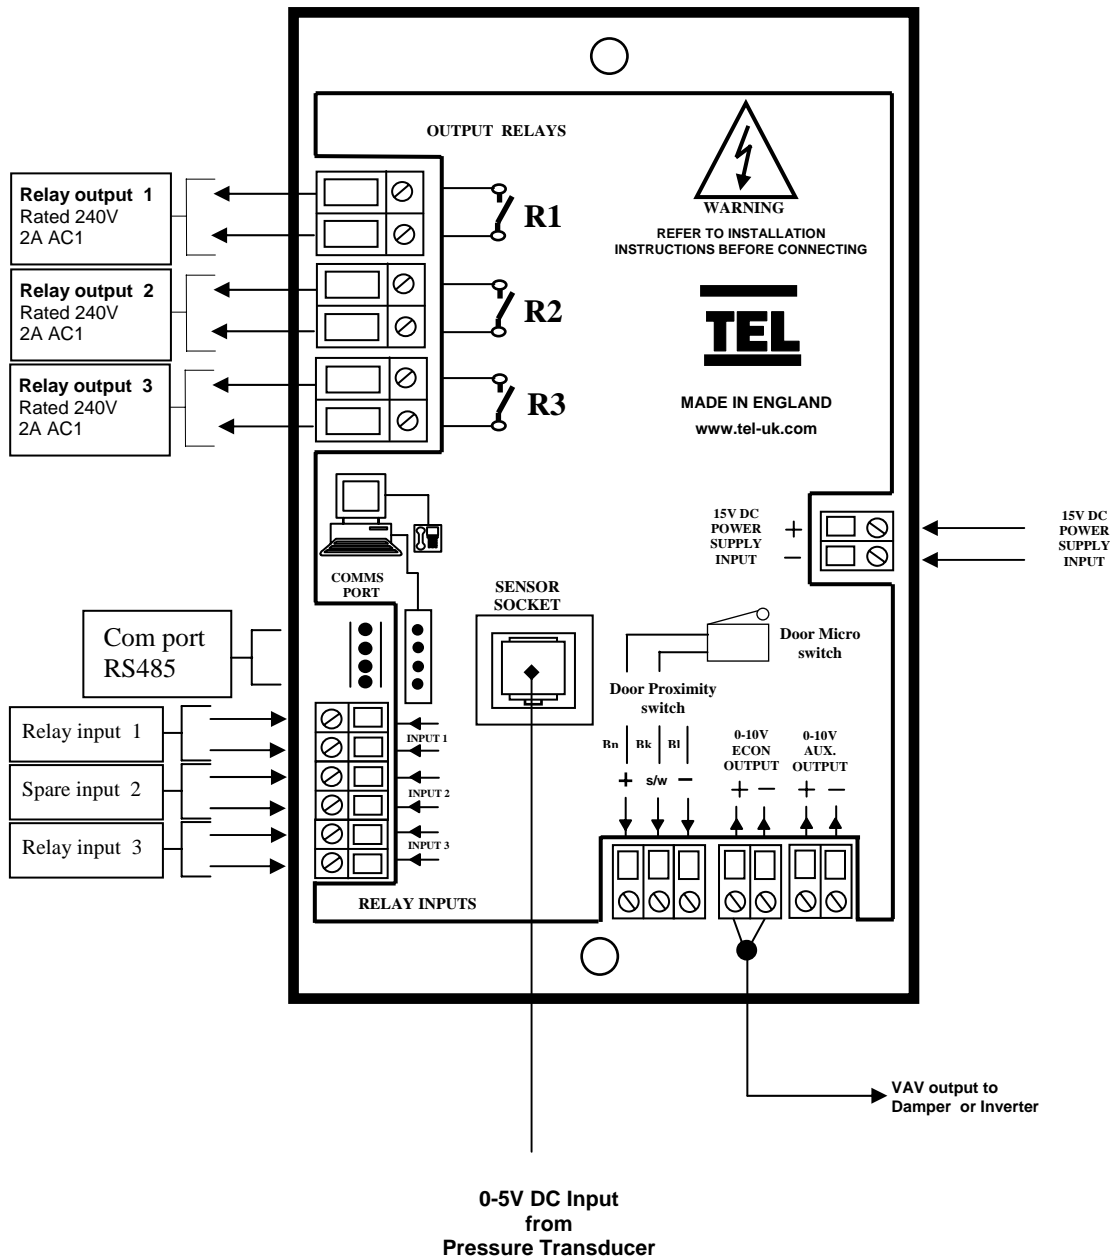 OUTPUT RELAYS
WARNING
REFER TO INSTALLATION
INSTRUCTIONS BEFORE CONNECTING
TEL
MADE IN ENGLAND
www.tel-uk.com
Relay output 1
Rated 240V
2A AC1
Relay output 2
Rated 240V
2A AC1
Relay output 3
Rated 240V
2A AC1
R1
R2
R3
15V DC
POWER
SUPPLY
INPUT
+
–
15V DC
POWER
SUPPLY
INPUT
COMMS
PORT
SENSOR
SOCKET
Com port
RS485
Door Micro
switch
Door Proximity
switch
Relay input 1
Spare input 2
Relay input 3
INPUT 1
INPUT 2
INPUT 3
Bn Bk Bl
+ s/w –
0-10V
ECON
OUTPUT
+ –
0-10V
AUX.
OUTPUT
+ –
RELAY INPUTS
VAV output to
Damper or Inverter
0-5V DC Input
from
Pressure Transducer